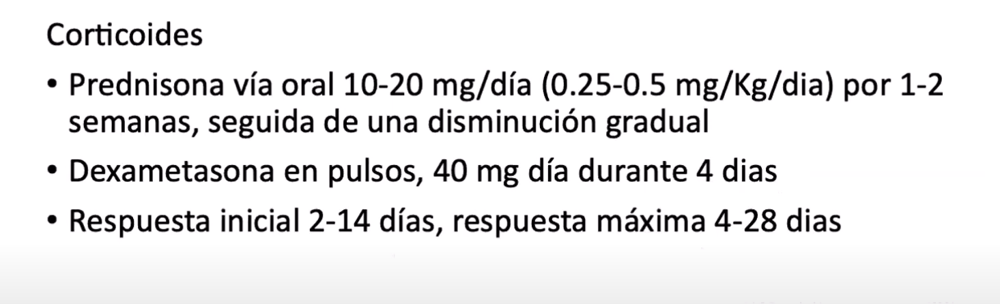 Corticoides
• Prednisona vía oral 10-20 mg/día (0.25-0.5 mg/Kg/dia) por 1-2
semanas, seguida de una disminución gradual
• Dexametasona en pulsos, 40 mg día durante 4 dias
• Respuesta inicial 2-14 días, respuesta máxima 4-28 dias